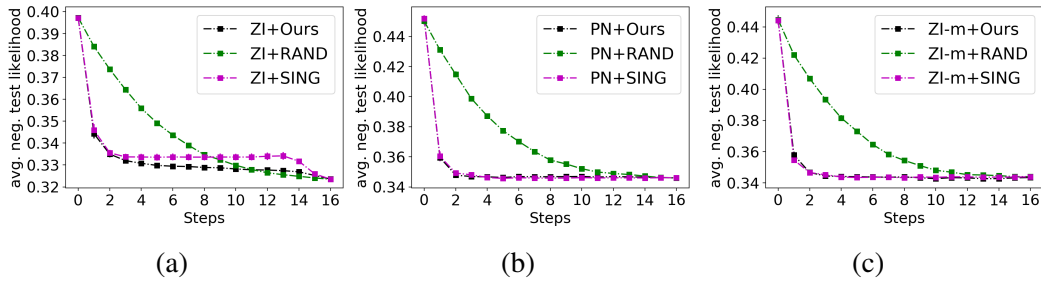 avg. neg. test likelihood
0.40
0.39
0.38
0.37
0.36
0.35
0.34
0.33
0.32
ZI+Ours
ZI+RAND
ZI+SING
0 2 4 6 8 10 12 14 16
Steps
(a)
avg. neg. test likelihood
0.44
0.42
0.40
0.38
0.36
0.34
PN+Ours
PN+RAND
PN+SING
0 2 4 6 8 10 12 14 16
Steps
(b)
avg. neg. test likelihood
0.44
0.42
0.40
0.38
0.36
0.34
ZI-m+Ours
ZI-m+RAND
ZI-m+SING
0 2 4 6 8 10 12 14 16
Steps
(c)